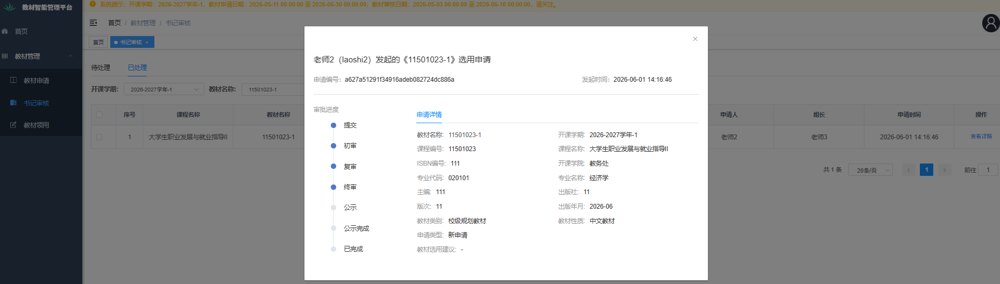 教材智能管理平台
系统提示：开课学期：2026-2027学年-1，教材申请日期：2026-05-11 00:00:00 至 2026-06-30 00:00:00，教材审核日期：2026-05-03 00:00:00 至 2026-06-10 00:00:00，请关注。
首页
教材管理
教材申请
书记审核
教材领用
首页 / 教材管理 / 书记审核
首页 书记审核 ×
待处理 已处理
开课学期: 2026-2027学年-1 教材名称: 11501023-1
序号 课程名称 教材名称 申请人 组长 申请时间 操作
1 大学生职业发展与就业指导II 11501023-1 老师2 老师3 2026-06-01 14:16:46 查看详情
共 1 条 20条/页 < 1 > 前往 1
×
老师2（laoshi2）发起的《11501023-1》选用申请
申请编号：a627a51291f34916adeb082724dc886a 发起时间：2026-06-01 14:16:46
审批进度
提交
初审
复审
终审
公示
公示完成
已完成
申请详情
教材名称: 11501023-1 开课学期: 2026-2027学年-1
课程编号: 11501023 课程名称: 大学生职业发展与就业指导II
ISBN编号: 111 开课学院: 教务处
专业代码: 020101 专业名称: 经济学
主编: 111 出版社: 11
版次: 11 出版年月: 2026-06
教材类别: 校级规划教材 教材性质: 中文教材
申请类型: 新申请
教材选用建议: -